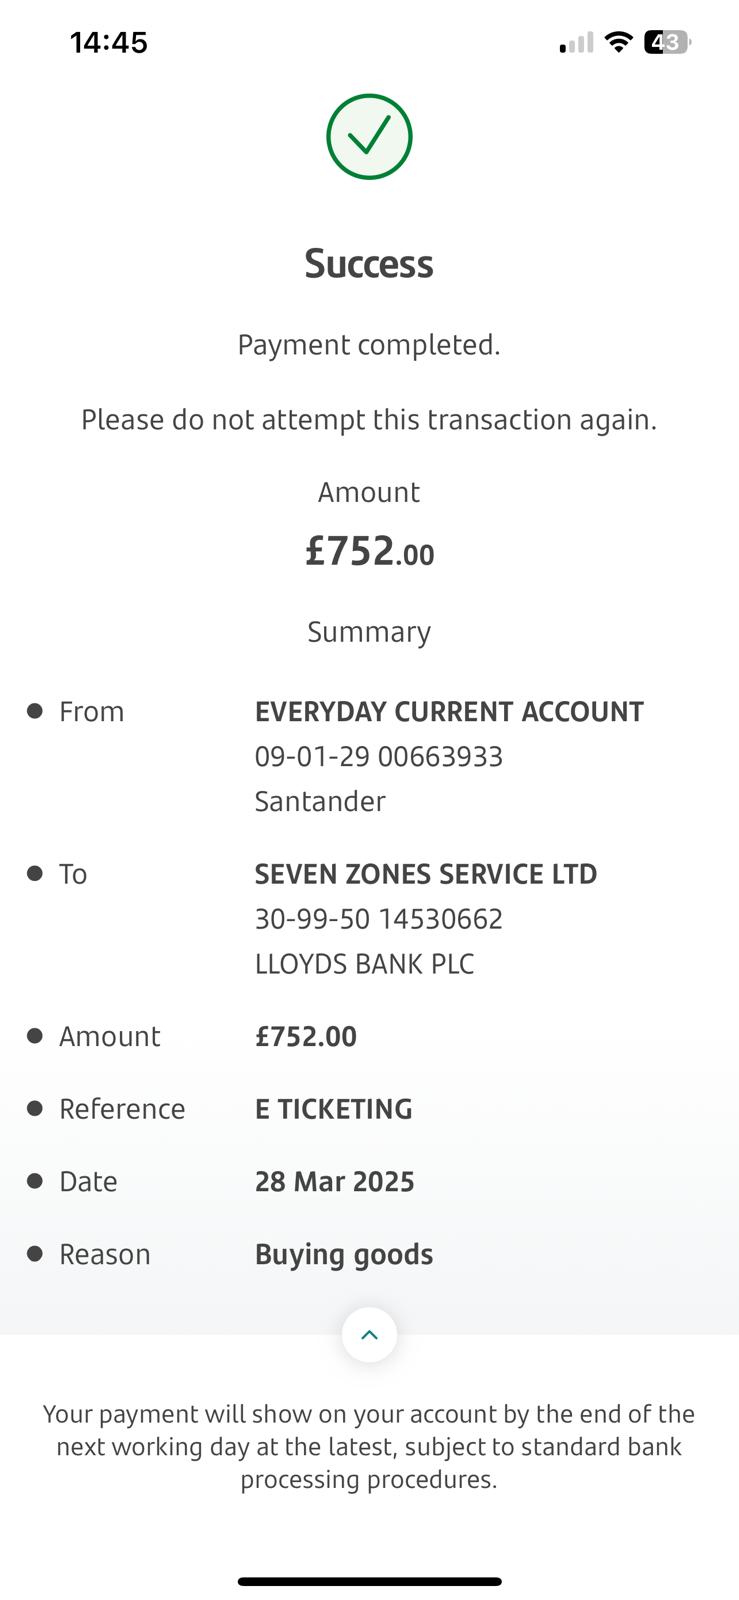 14:45
43
Success
Payment completed.
Please do not attempt this transaction again.
Amount
£752.00
Summary
From EVERYDAY CURRENT ACCOUNT
09-01-29 00663933
Santander
To SEVEN ZONES SERVICE LTD
30-99-50 14530662
LLOYDS BANK PLC
Amount £752.00
Reference E TICKETING
Date 28 Mar 2025
Reason Buying goods
Your payment will show on your account by the end of the
next working day at the latest, subject to standard bank
processing procedures.